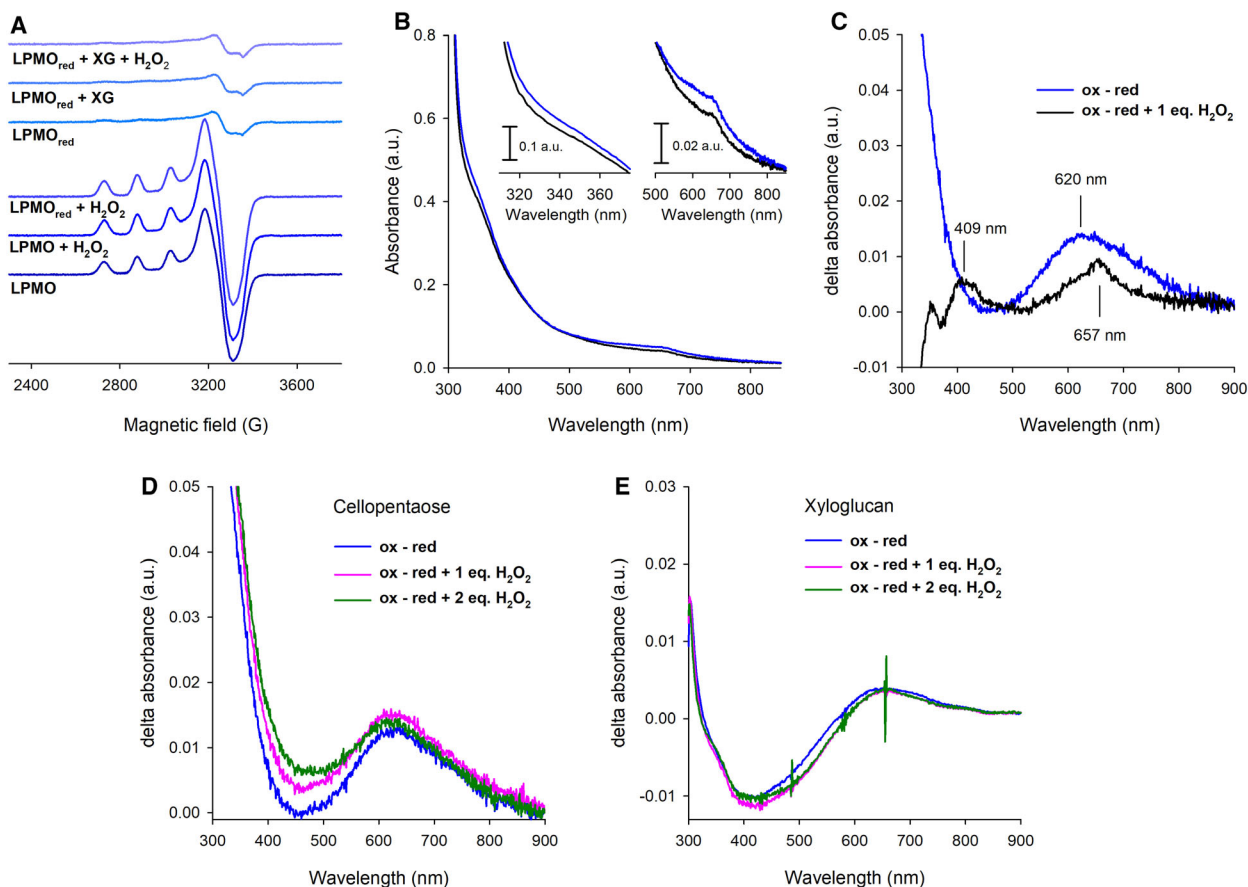 A
LPMOred + XG + H2O2
LPMOred + XG
LPMOred
LPMOred + H2O2
LPMO + H2O2
LPMO
2400 2800 3200 3600
Magnetic field (G)
B
0.8
0.6
0.4
0.2
0.0
Absorbance (a.u.)
0.1 a.u.
320 340 360
Wavelength (nm)
0.02 a.u.
500 600 700 800
Wavelength (nm)
300 400 500 600 700 800
Wavelength (nm)
C
0.05
0.04
0.03
0.02
0.01
0.00
-0.01
delta absorbance (a.u.)
ox - red
ox - red + 1 eq. H2O2
409 nm
620 nm
657 nm
300 400 500 600 700 800 900
Wavelength (nm)
D
0.05
0.04
0.03
0.02
0.01
0.00
delta absorbance (a.u.)
Cellopentaose
ox - red
ox - red + 1 eq. H2O2
ox - red + 2 eq. H2O2
300 400 500 600 700 800 900
Wavelength (nm)
E
0.03
0.02
0.01
0.00
-0.01
delta absorbance (a.u.)
Xyloglucan
ox - red
ox - red + 1 eq. H2O2
ox - red + 2 eq. H2O2
300 400 500 600 700 800 900
Wavelength (nm)